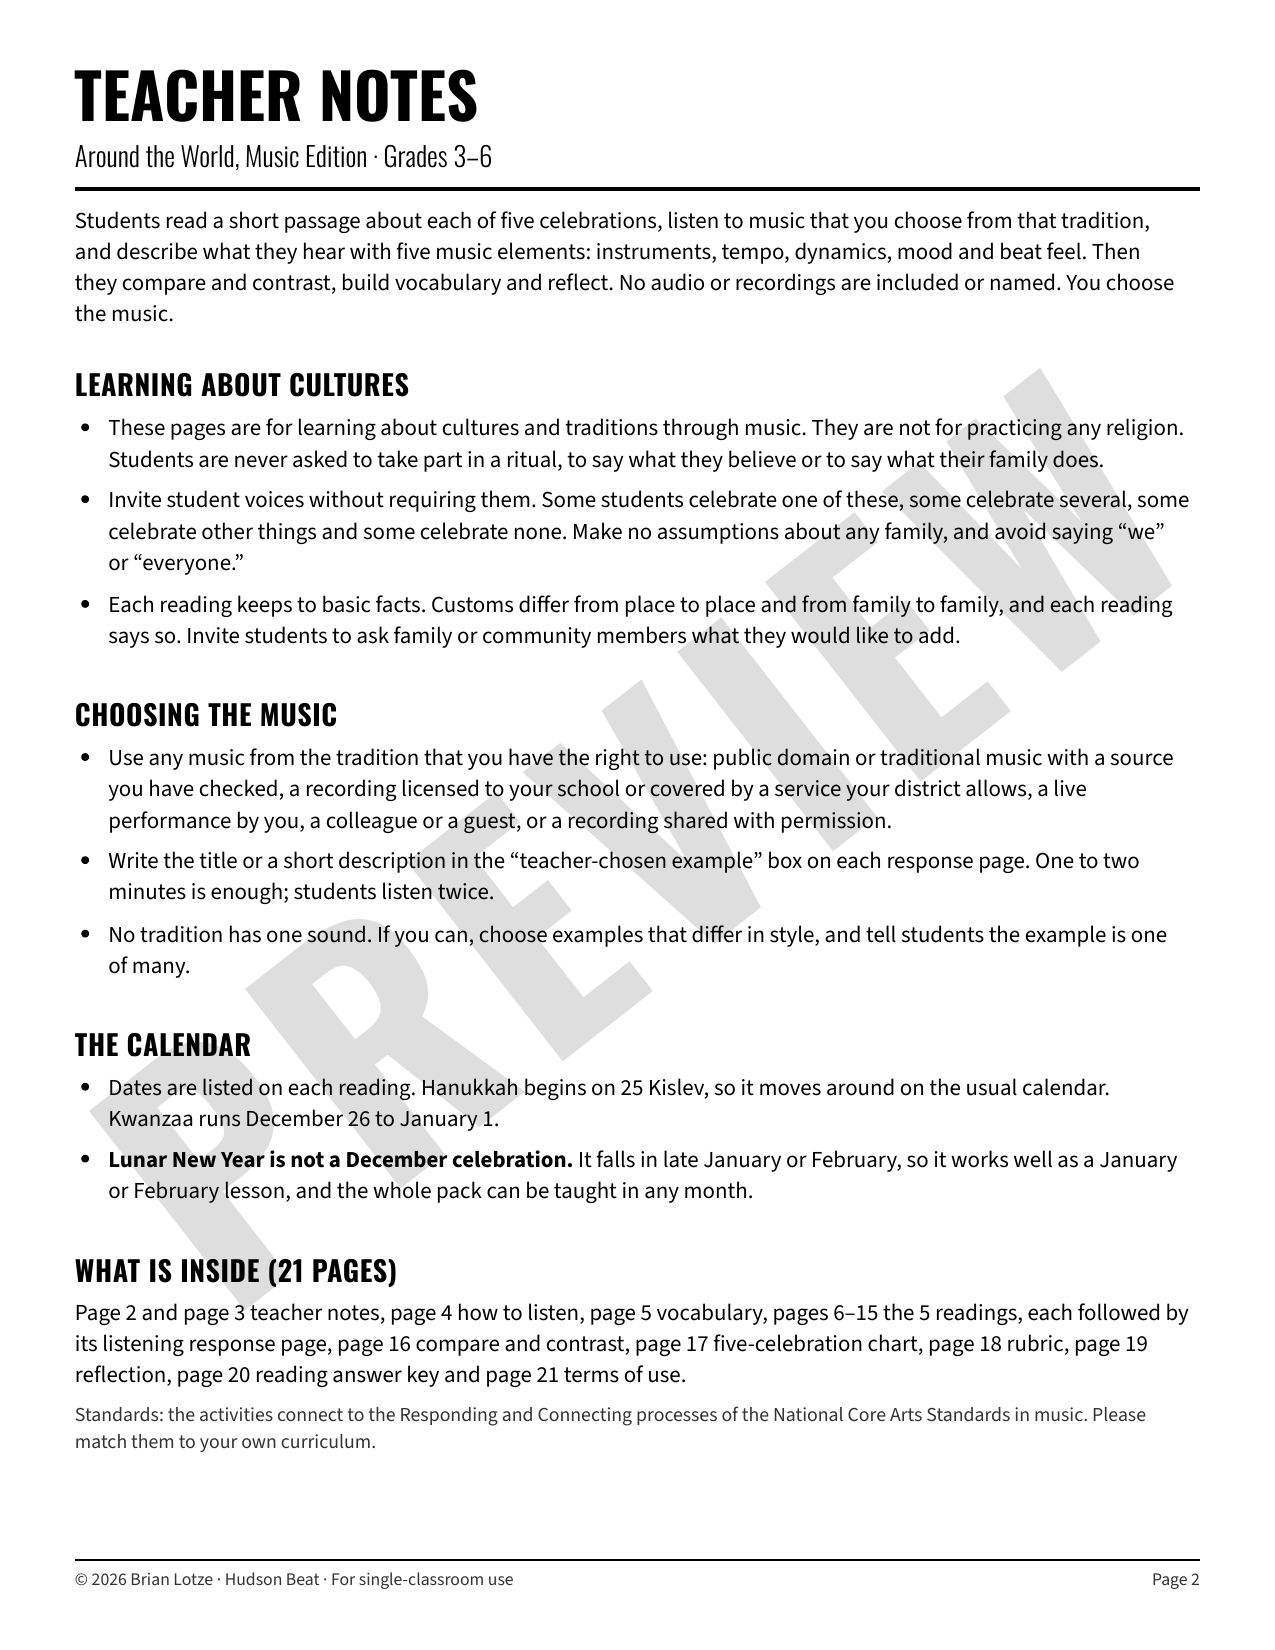 TEACHER NOTES
Around the World, Music Edition · Grades 3–6
Students read a short passage about each of five celebrations, listen to music that you choose from that tradition,
and describe what they hear with five music elements: instruments, tempo, dynamics, mood and beat feel. Then
they compare and contrast, build vocabulary and reflect. No audio or recordings are included or named. You choose
the music.
LEARNING ABOUT CULTURES
• These pages are for learning about cultures and traditions through music. They are not for practicing any religion.
Students are never asked to take part in a ritual, to say what they believe or to say what their family does.
• Invite student voices without requiring them. Some students celebrate one of these, some celebrate several, some
celebrate other things and some celebrate none. Make no assumptions about any family, and avoid saying “we”
or “everyone.”
• Each reading keeps to basic facts. Customs differ from place to place and from family to family, and each reading
says so. Invite students to ask family or community members what they would like to add.
CHOOSING THE MUSIC
• Use any music from the tradition that you have the right to use: public domain or traditional music with a source
you have checked, a recording licensed to your school or covered by a service your district allows, a live
performance by you, a colleague or a guest, or a recording shared with permission.
• Write the title or a short description in the “teacher-chosen example” box on each response page. One to two
minutes is enough; students listen twice.
• No tradition has one sound. If you can, choose examples that differ in style, and tell students the example is one
of many.
THE CALENDAR
• Dates are listed on each reading. Hanukkah begins on 25 Kislev, so it moves around on the usual calendar.
Kwanzaa runs December 26 to January 1.
• Lunar New Year is not a December celebration. It falls in late January or February, so it works well as a January
or February lesson, and the whole pack can be taught in any month.
WHAT IS INSIDE (21 PAGES)
Page 2 and page 3 teacher notes, page 4 how to listen, page 5 vocabulary, pages 6–15 the 5 readings, each followed by
its listening response page, page 16 compare and contrast, page 17 five-celebration chart, page 18 rubric, page 19
reflection, page 20 reading answer key and page 21 terms of use.
Standards: the activities connect to the Responding and Connecting processes of the National Core Arts Standards in music. Please
match them to your own curriculum.
© 2026 Brian Lotze · Hudson Beat · For single-classroom use
Page 2
PREVIEW